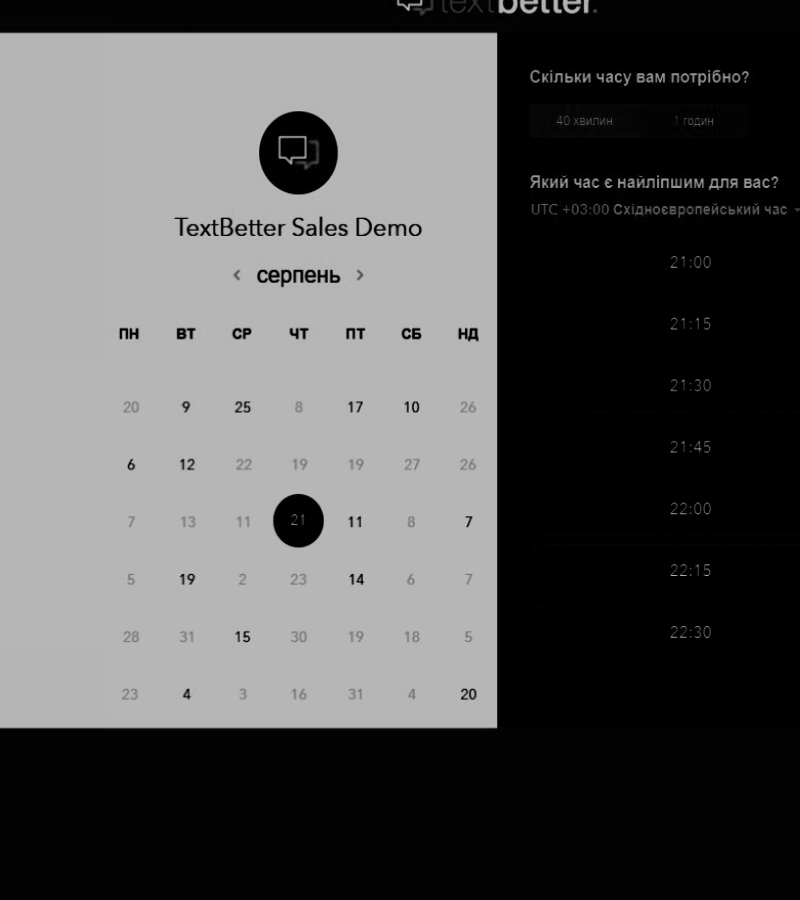 textbetter.
TextBetter Sales Demo
< серпень >
ПН ВТ СР ЧТ ПТ СБ НД
20 9 25 8 17 10 26
6 12 22 19 19 27 26
7 13 11 21 11 8 7
5 19 2 23 14 6 7
28 31 15 30 19 18 5
23 4 3 16 31 4 20
Скільки часу вам потрібно?
40 хвилин 1 годин
Який час є найліпшим для вас?
UTC +03:00 Східноєвропейський час
21:00
21:15
21:30
21:45
22:00
22:15
22:30